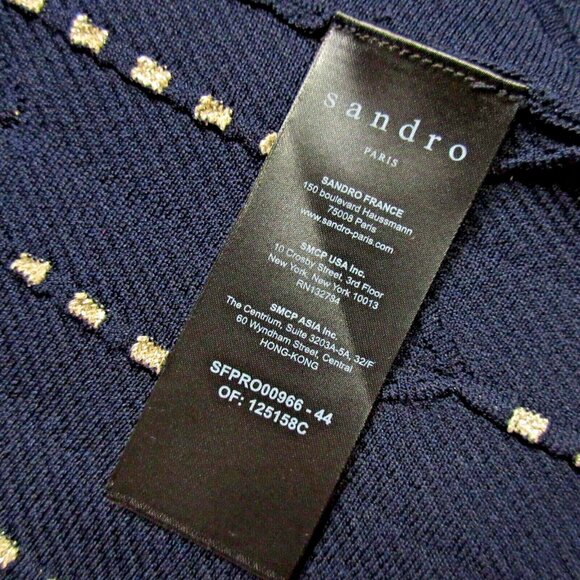 sandro
PARIS
SANDRO FRANCE
150 boulevard Haussmann
75008 Paris
www.sandro-paris.com
SMCP USA Inc.
10 Crosby Street, 3rd Floor
New York, New York 10013
RN132794
SMCP ASIA Inc.
The Centrium, Suite 3203A-5A, 32/F
60 Wyndham Street, Central
HONG-KONG
SFPRO00966 - 44
OF: 125158C